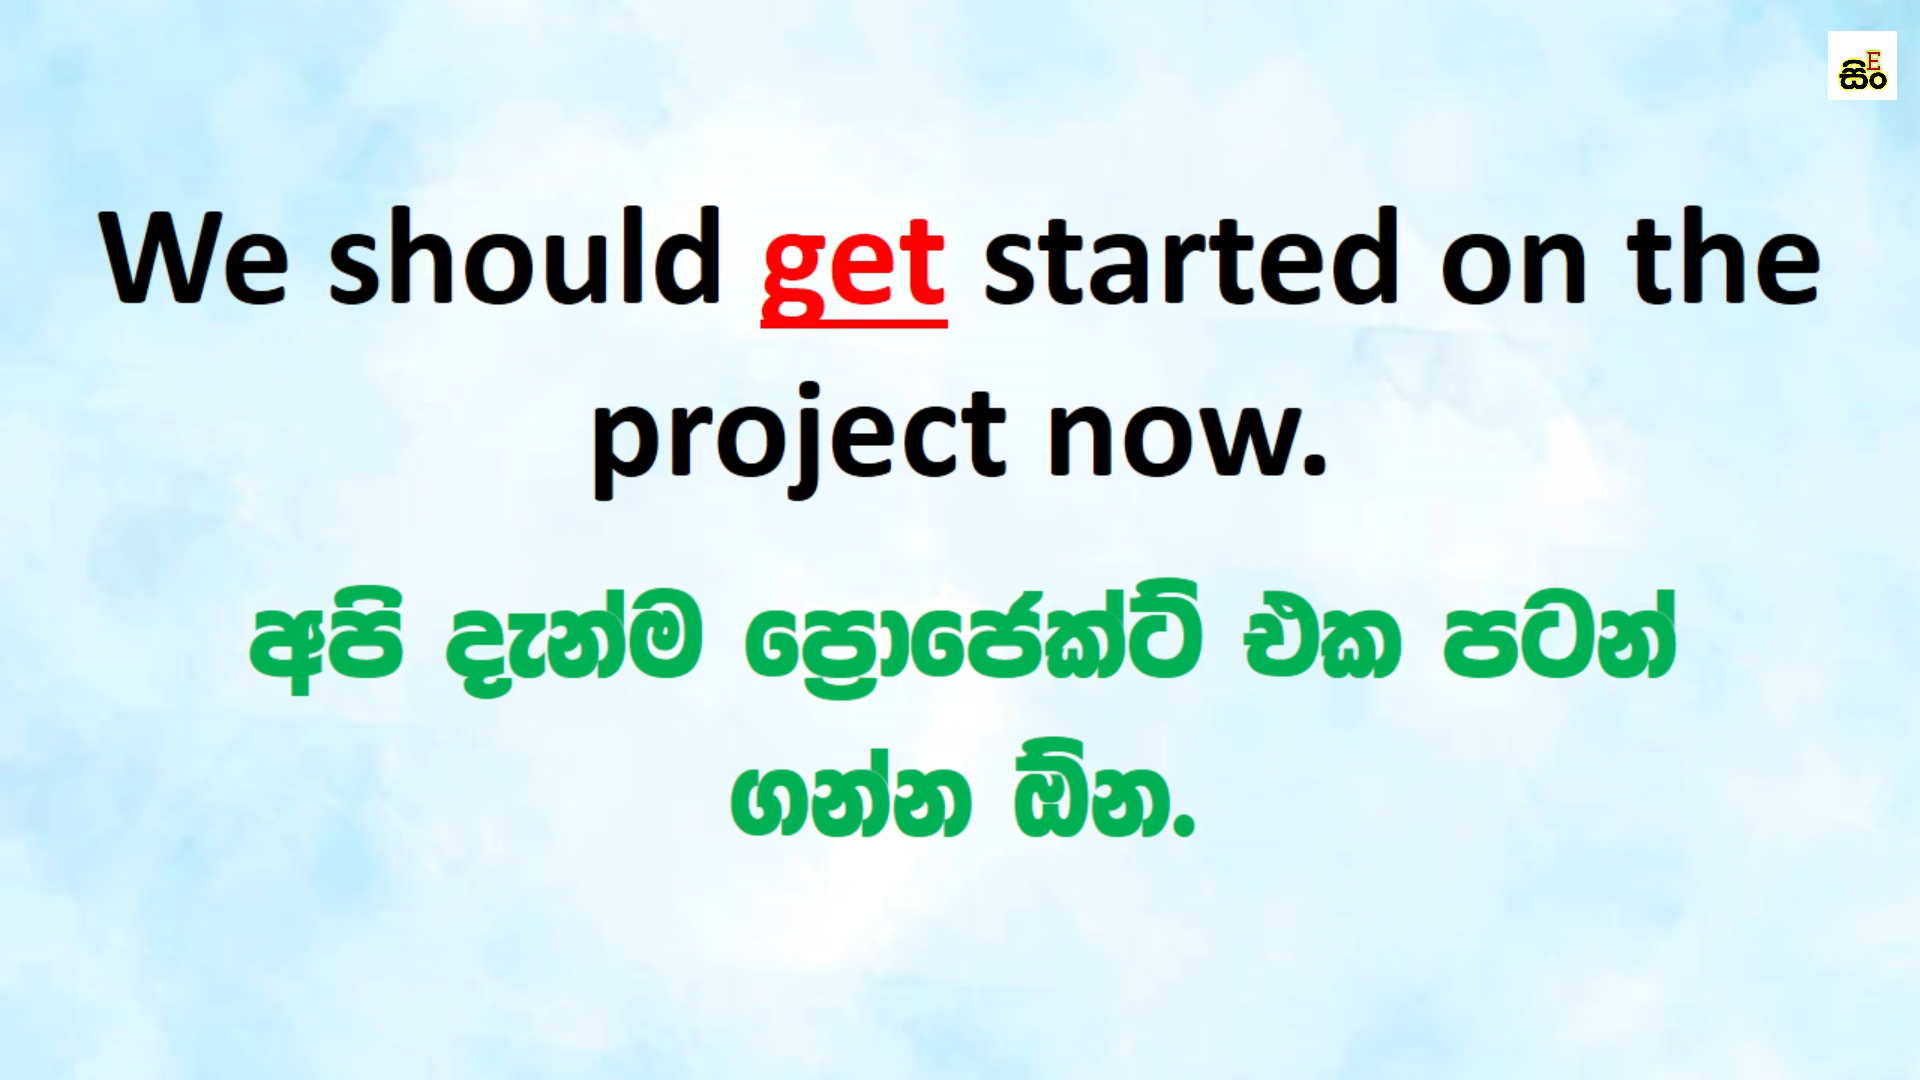 සිං E
We should get started on the
project now.
අපි දැන්ම ප්‍රොජෙක්ට් එක පටන්
ගන්න ඕන.